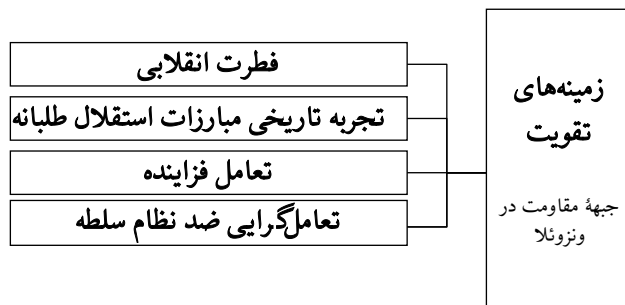 زمینه‌های
تقویت
جبهۀ مقاومت در
ونزوئلا
فطرت انقلابی
تجربه تاریخی مبارزات استقلال طلبانه
تعامل فزاینده
تعامل‌گرایی ضد نظام سلطه